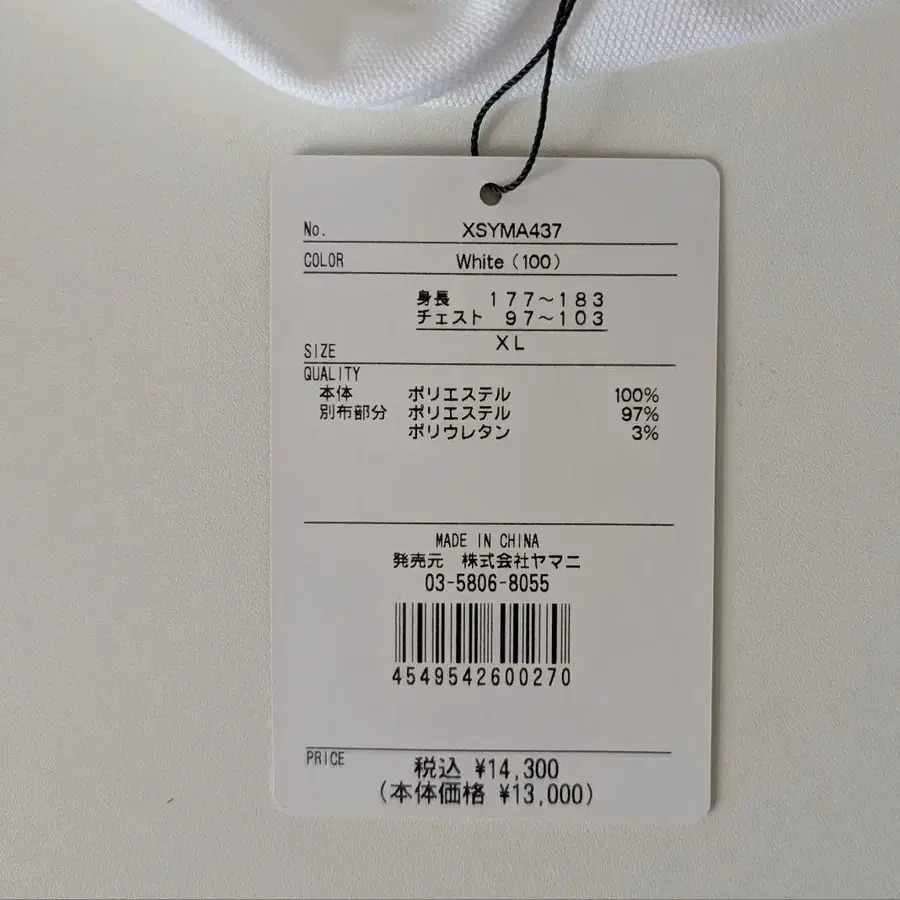 No. XSYMA437
COLOR White (100)
身長 177～183
チェスト 97～103
SIZE XL
QUALITY
本体 ポリエステル 100%
別布部分 ポリエステル 97%
ポリウレタン 3%
MADE IN CHINA
発売元 株式会社ヤマニ
03-5806-8055
4549542600270
PRICE 税込 ¥14,300
(本体価格 ¥13,000)